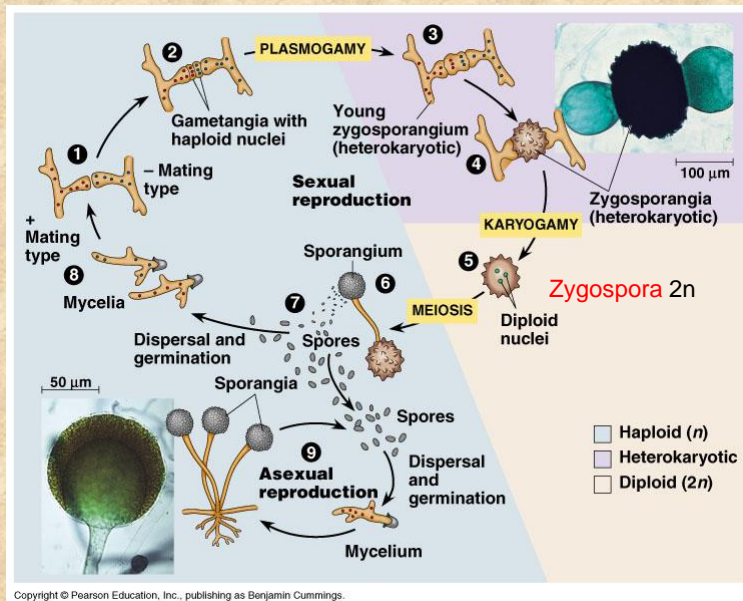 2
PLASMOGAMY
3
Gametangia with
haploid nuclei
Young
zygosporangium
(heterokaryotic)
100 μm
1
– Mating
type
4
Sexual
reproduction
Zygosporangia
(heterokaryotic)
+
Mating
type
KARYOGAMY
8
Mycelia
Sporangium
6
5
Zygospora 2n
7
MEIOSIS
Diploid
nuclei
Dispersal and
germination
Spores
50 μm
Sporangia
Spores
9
Asexual
reproduction
Dispersal
and
germination
Mycelium
Haploid (n)
Heterokaryotic
Diploid (2n)
Copyright © Pearson Education, Inc., publishing as Benjamin Cummings.